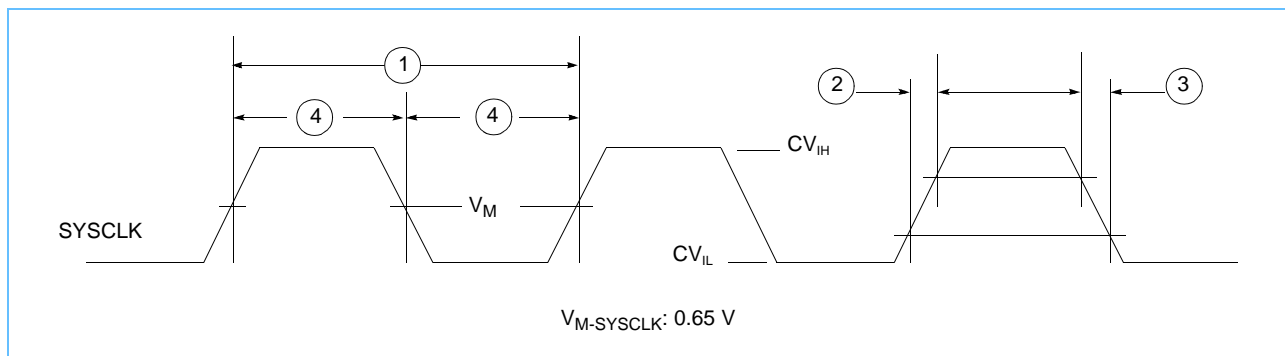 1
2
3
4
4
CV_IH
V_M
SYSCLK
CV_IL
V_M-SYSCLK: 0.65 V